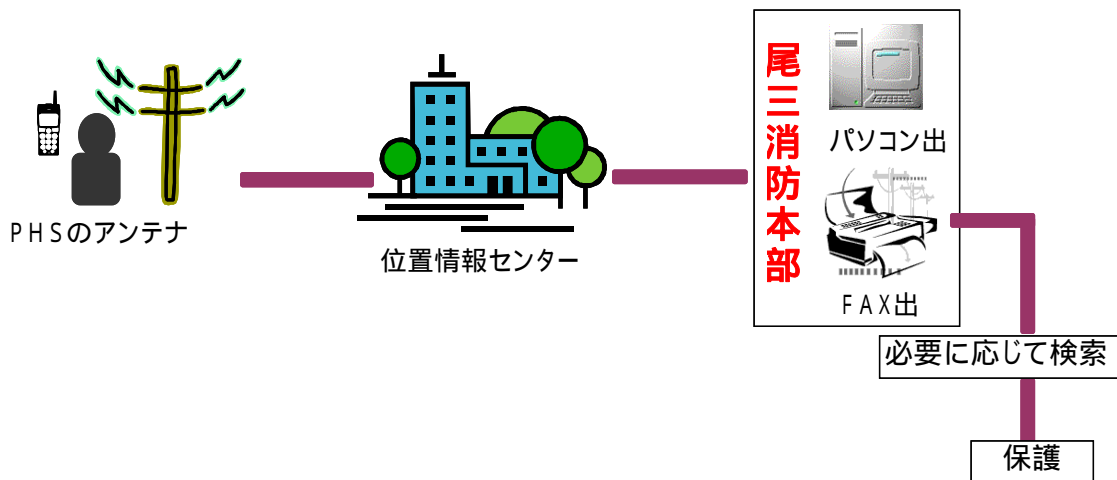 PHSのアンテナ
位置情報センター
尾三消防本部
パソコン出
FAX出
必要に応じて検索
保護